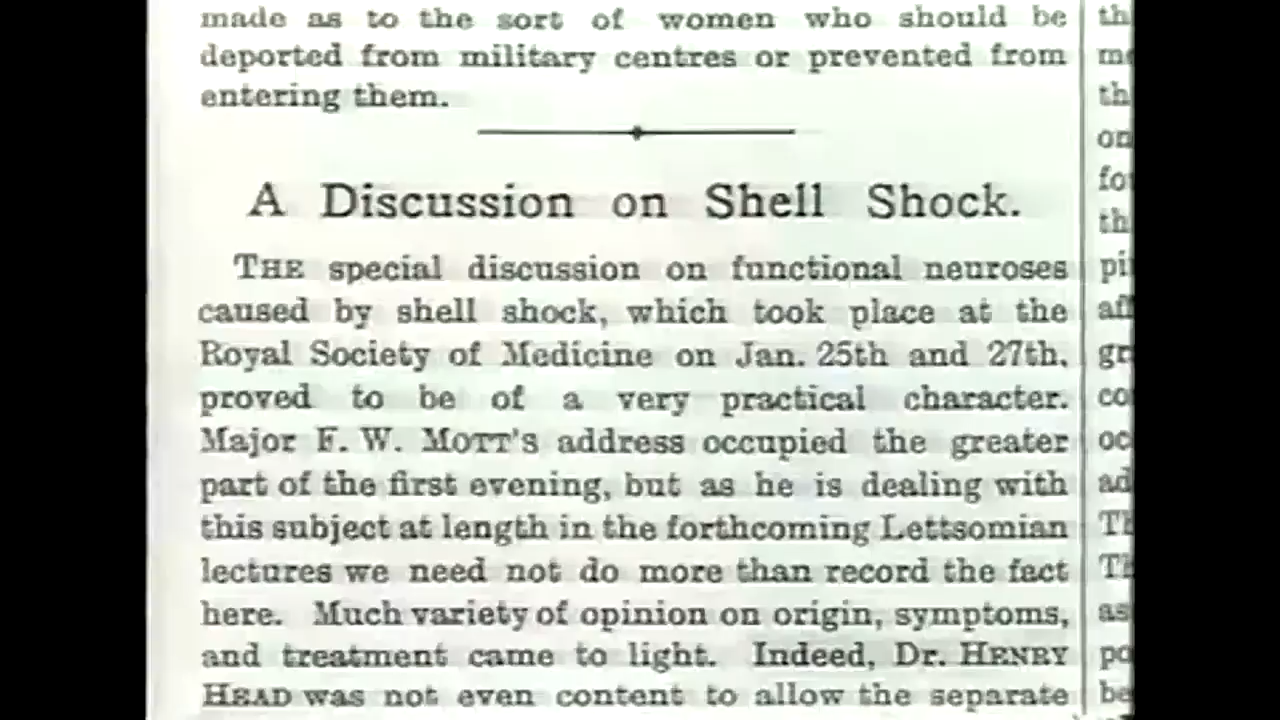 made as to the sort of women who should be
deported from military centres or prevented from
entering them.
A Discussion on Shell Shock.
THE special discussion on functional neuroses
caused by shell shock, which took place at the
Royal Society of Medicine on Jan. 25th and 27th,
proved to be of a very practical character.
Major F. W. MOTT'S address occupied the greater
part of the first evening, but as he is dealing with
this subject at length in the forthcoming Lettsomian
lectures we need not do more than record the fact
here. Much variety of opinion on origin, symptoms,
and treatment came to light. Indeed, Dr. HENRY
HEAD was not even content to allow the separate